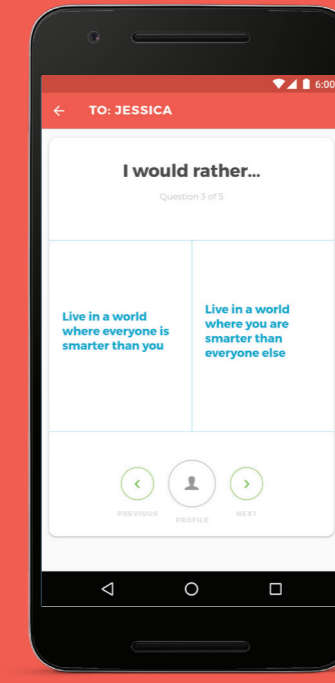 6:00
TO: JESSICA
I would rather...
Question 3 of 5
Live in a world
where everyone is
smarter than you
Live in a world
where you are
smarter than
everyone else
PREVIOUS
PROFILE
NEXT